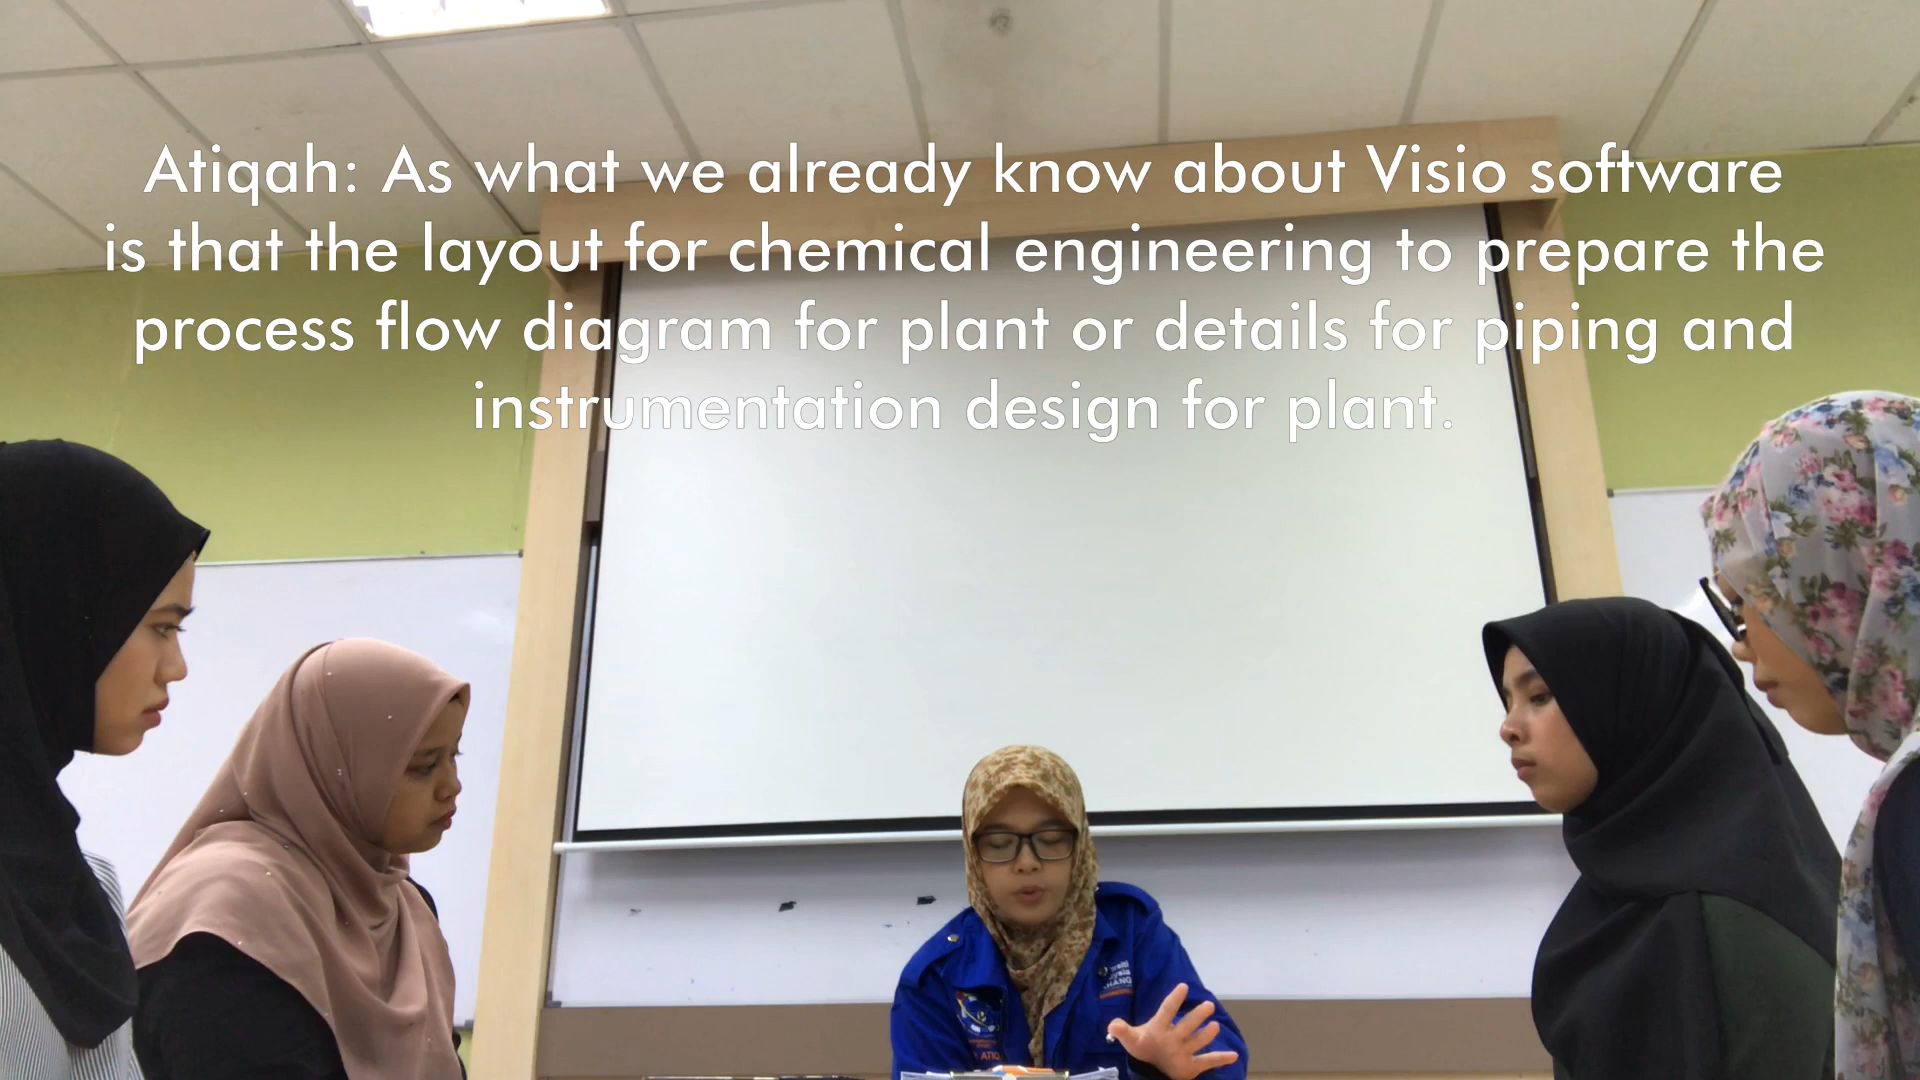 Atiqah: As what we already know about Visio software
is that the layout for chemical engineering to prepare the
process flow diagram for plant or details for piping and
instrumentation design for plant.